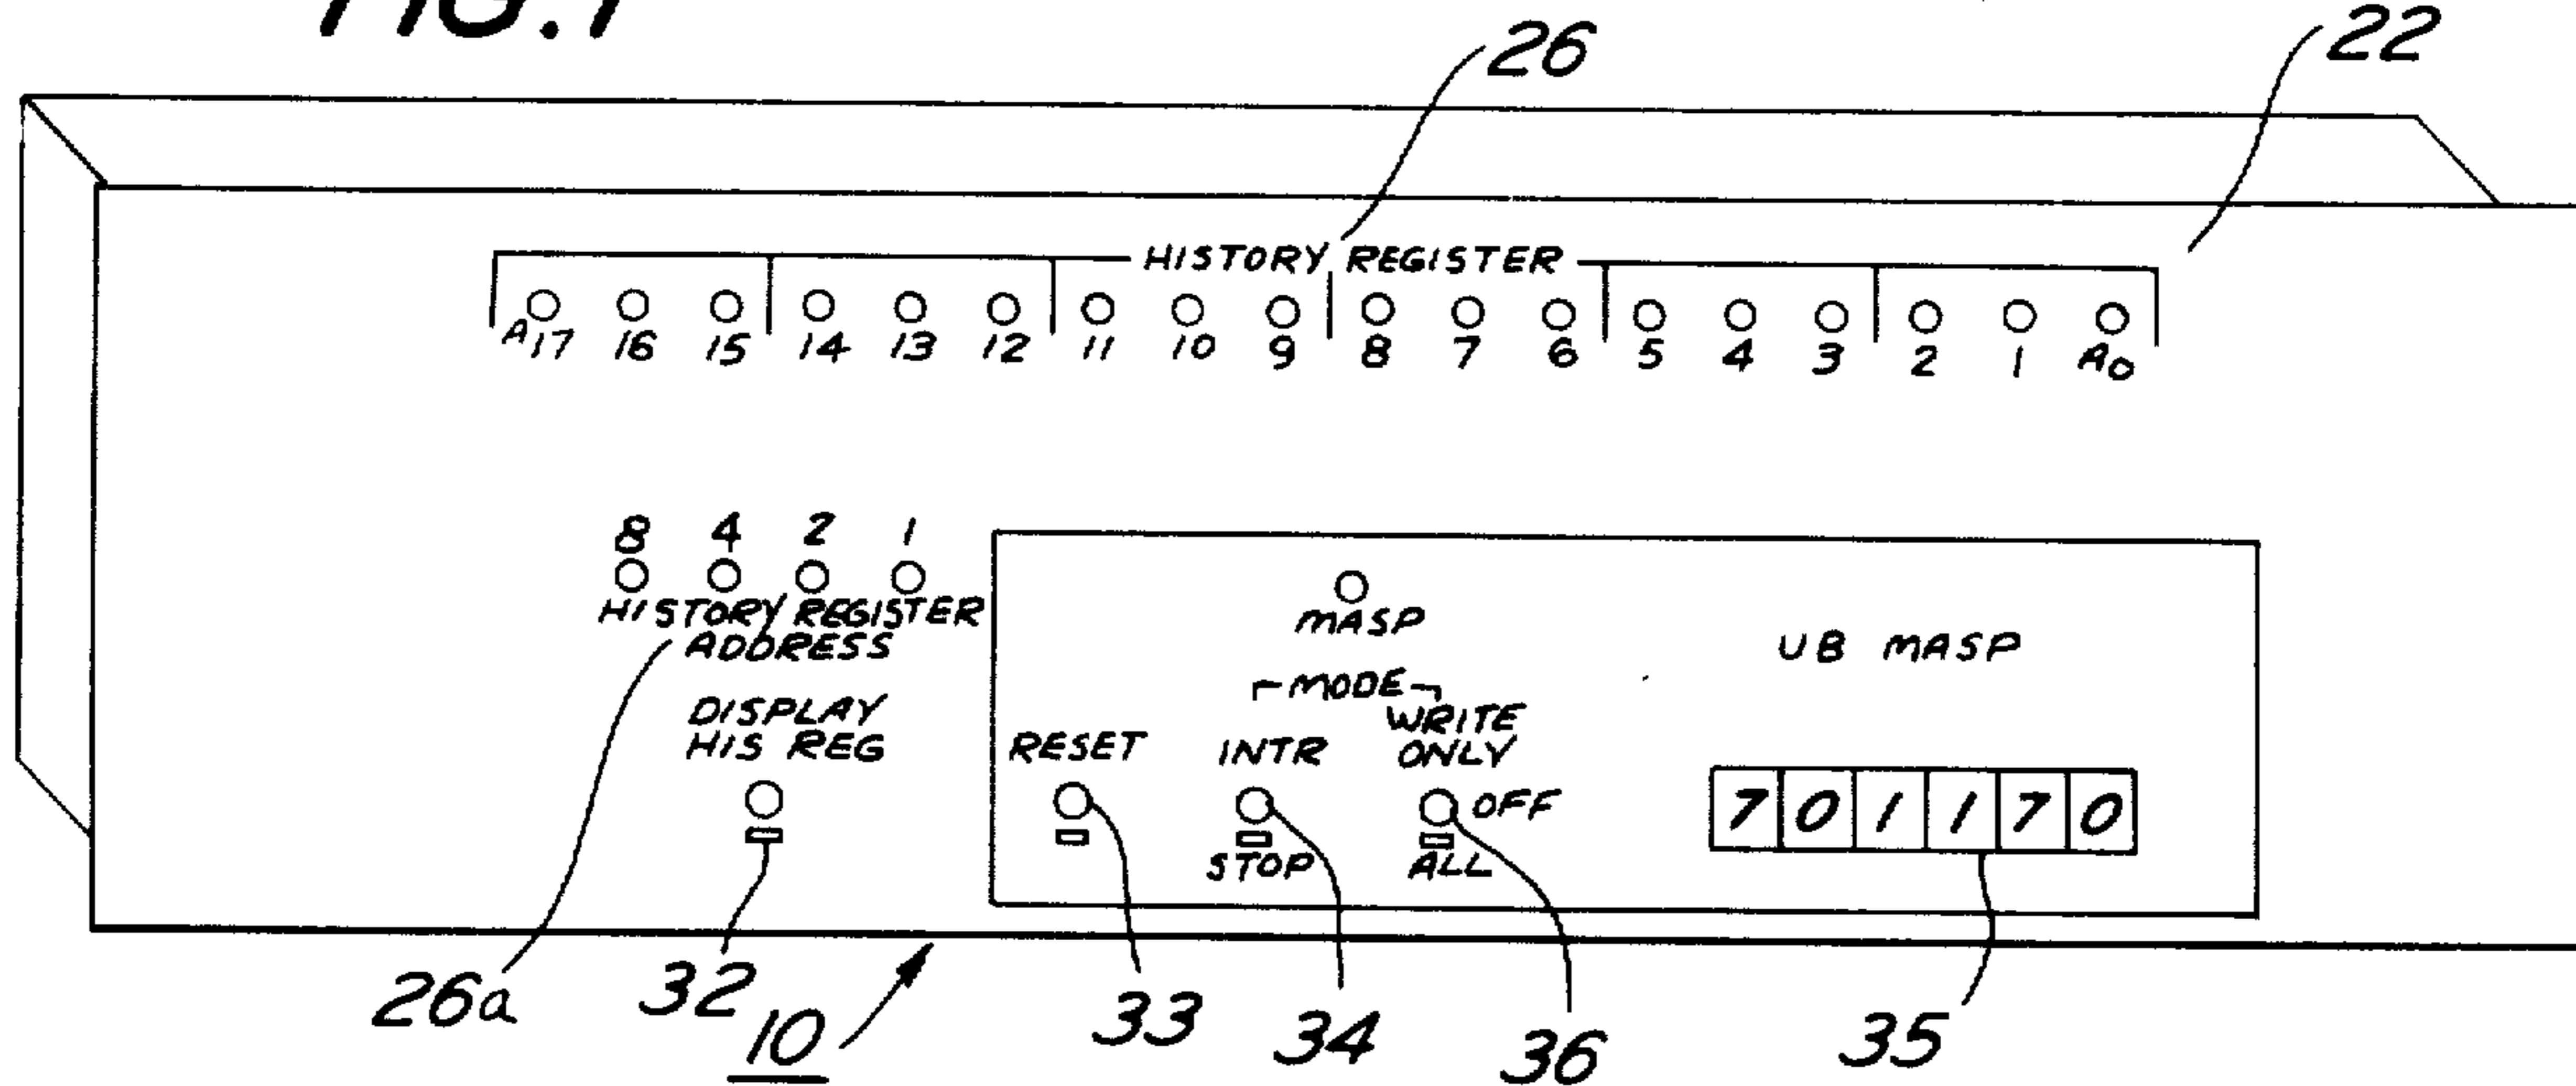 FIG. 1
26
22
HISTORY REGISTER
A17 16 15 14 13 12 11 10 9 8 7 6 5 4 3 2 1 A0
8 4 2 1
HISTORY REGISTER
ADDRESS
DISPLAY
HIS REG
MASP
MODE
RESET
INTR
STOP
WRITE
ONLY
OFF
ALL
UB MASP
7 0 1 1 7 0
26a
32
10
33
34
36
35